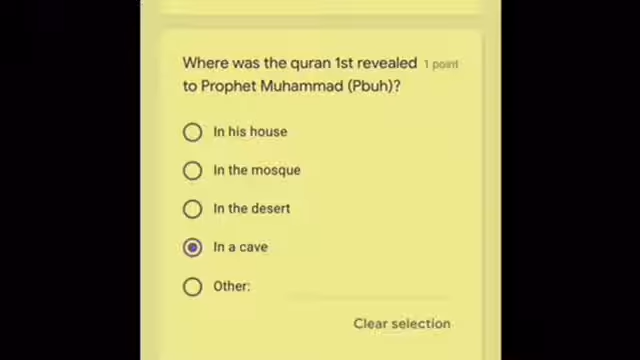 Where was the quran 1st revealed 1 point
to Prophet Muhammad (Pbuh)?
In his house
In the mosque
In the desert
In a cave
Other:
Clear selection